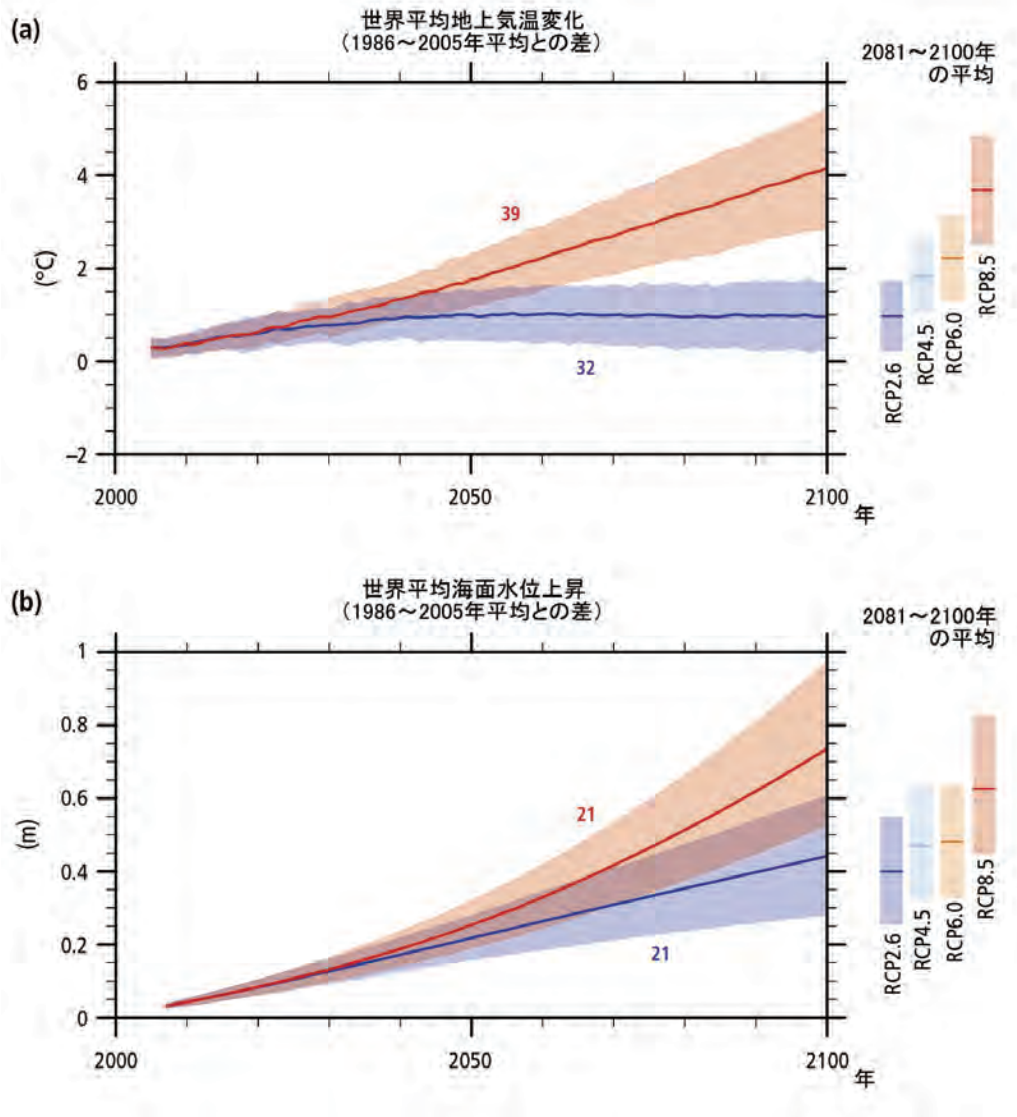 (a)
世界平均地上気温変化
（1986～2005年平均との差）
2081～2100年
の平均
6
4
2
0
−2
(°C)
39
32
2000
2050
2100
年
RCP2.6
RCP4.5
RCP6.0
RCP8.5
(b)
世界平均海面水位上昇
（1986～2005年平均との差）
2081～2100年
の平均
1
0.8
0.6
0.4
0.2
0
(m)
21
21
2000
2050
2100
年
RCP2.6
RCP4.5
RCP6.0
RCP8.5